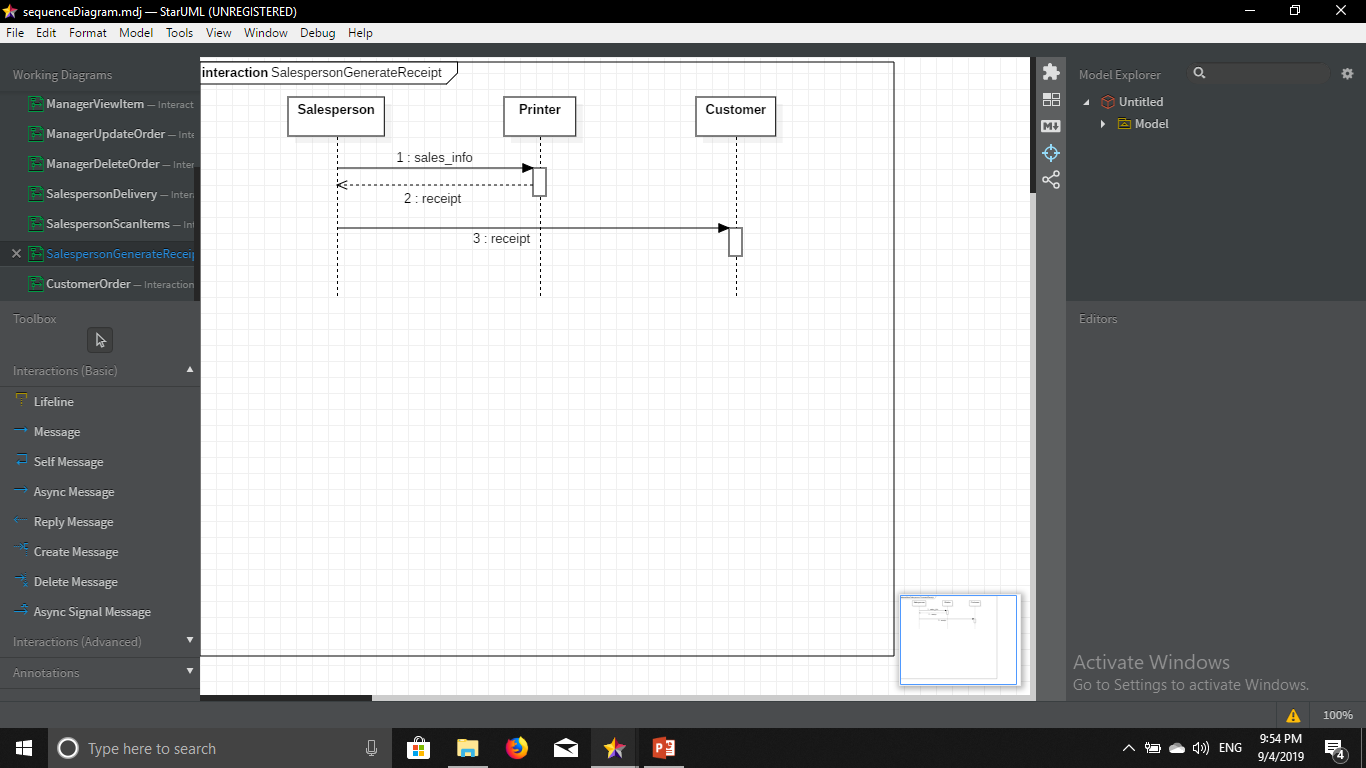 sequenceDiagram.mdj — StarUML (UNREGISTERED)
File Edit Format Model Tools View Window Debug Help
Working Diagrams
ManagerViewItem — Interact
ManagerUpdateOrder — Inte
ManagerDeleteOrder — Inter
SalespersonDelivery — Inter
SalespersonScanItems — Int
SalespersonGenerateReceip
CustomerOrder — Interaction
Toolbox
Interactions (Basic)
Lifeline
Message
Self Message
Async Message
Reply Message
Create Message
Delete Message
Async Signal Message
Interactions (Advanced)
Annotations
interaction SalespersonGenerateReceipt
Salesperson
Printer
Customer
1 : sales_info
2 : receipt
3 : receipt
Model Explorer
Untitled
Model
Editors
Activate Windows
Go to Settings to activate Windows.
100%
Type here to search
ENG
9:54 PM
9/4/2019
4